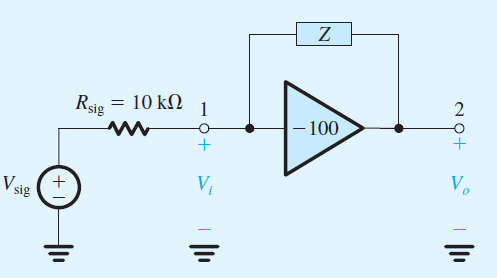 Z
R_sig = 10 kΩ
1
2
−100
+
+
V_sig
+
−
V_i
V_o
−
−